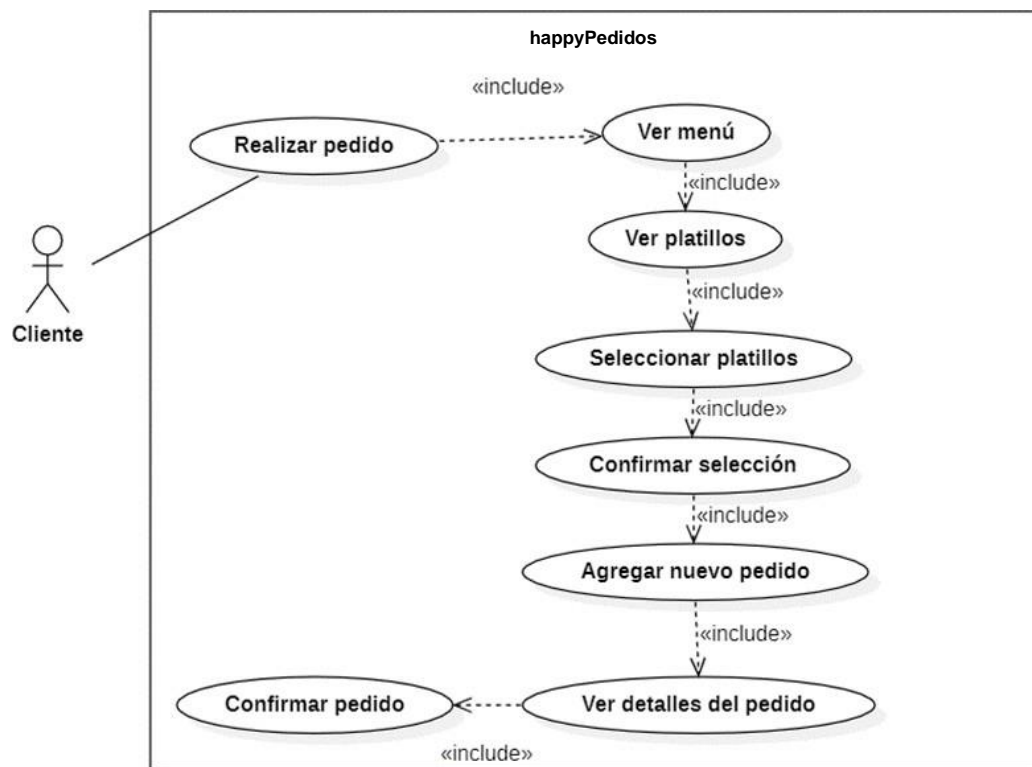 happyPedidos
«include»
Realizar pedido
Ver menú
«include»
Ver platillos
Cliente
«include»
Seleccionar platillos
«include»
Confirmar selección
«include»
Agregar nuevo pedido
«include»
Confirmar pedido
Ver detalles del pedido
«include»